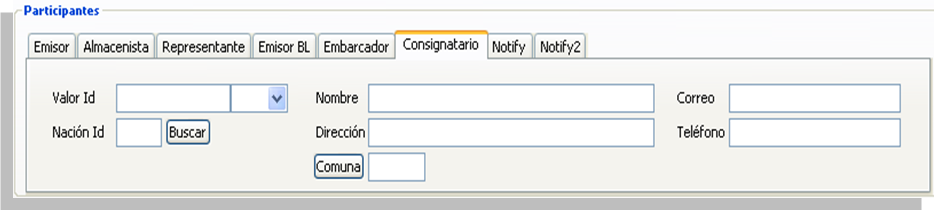 Participantes
Emisor Almacenista Representante Emisor BL Embarcador Consignatario Notify Notify2
Valor Id Nombre Correo
Nación Id Buscar Dirección Teléfono
Comuna